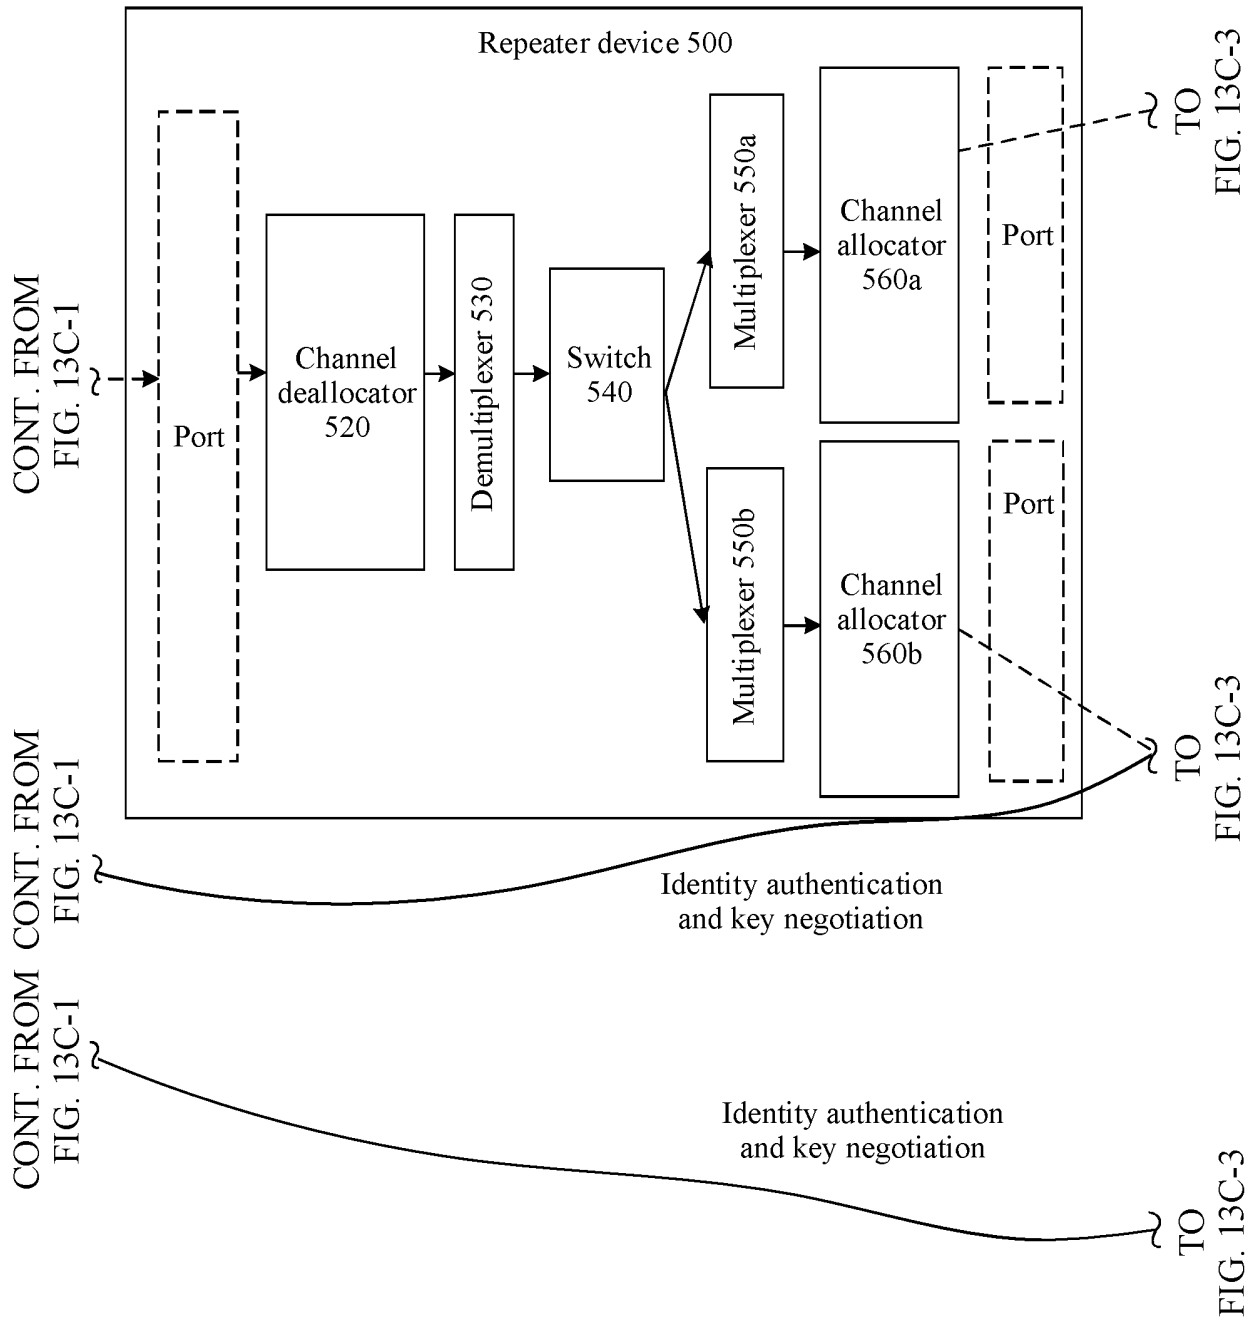 Repeater device 500
TO
FIG. 13C-3
CONT. FROM
FIG. 13C-1
Port
Channel
deallocator
520
Demultiplexer 530
Switch
540
Multiplexer 550a
Channel
allocator
560a
Port
Multiplexer 550b
Channel
allocator
560b
Port
TO
FIG. 13C-3
CONT. FROM
FIG. 13C-1
Identity authentication
and key negotiation
CONT. FROM
FIG. 13C-1
Identity authentication
and key negotiation
TO
FIG. 13C-3